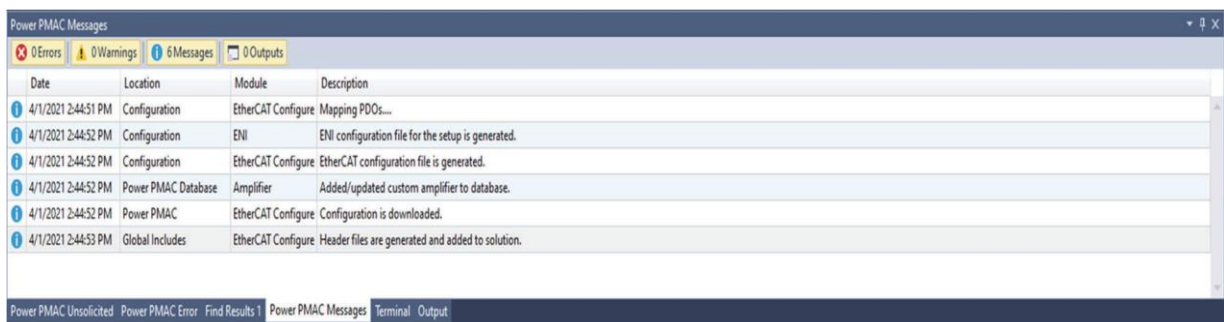 Power PMAC Messages
0 Errors 0 Warnings 6 Messages 0 Outputs
Date Location Module Description
4/1/2021 2:44:51 PM Configuration EtherCAT Configure Mapping PDOs....
4/1/2021 2:44:52 PM Configuration ENI ENI configuration file for the setup is generated.
4/1/2021 2:44:52 PM Configuration EtherCAT Configure EtherCAT configuration file is generated.
4/1/2021 2:44:52 PM Power PMAC Database Amplifier Added/updated custom amplifier to database.
4/1/2021 2:44:52 PM Power PMAC EtherCAT Configure Configuration is downloaded.
4/1/2021 2:44:53 PM Global Includes EtherCAT Configure Header files are generated and added to solution.
Power PMAC Unsolicited Power PMAC Error Find Results 1 Power PMAC Messages Terminal Output